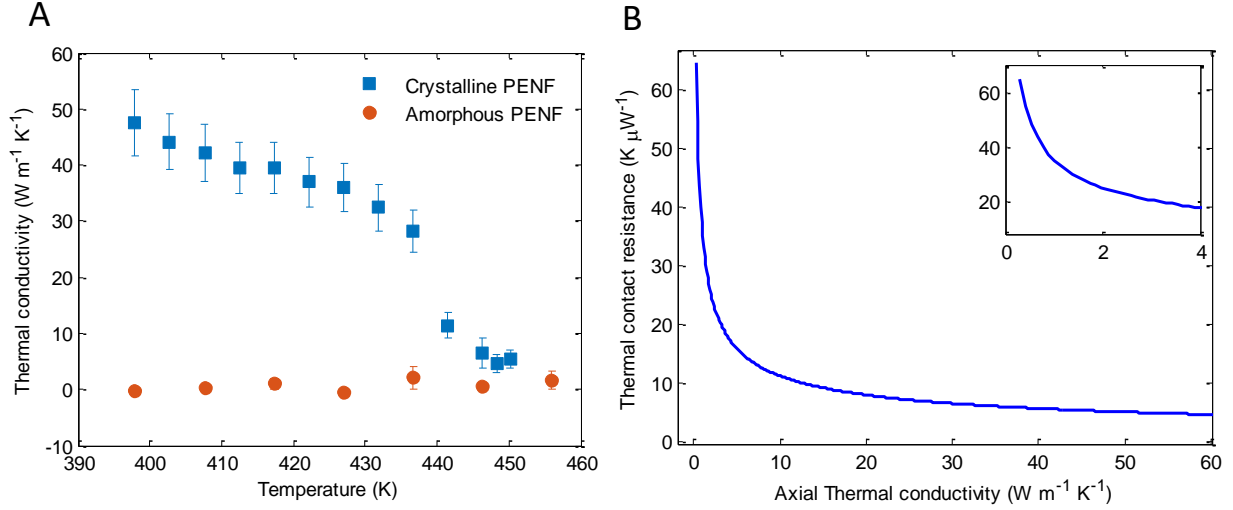 A
Thermal conductivity (W m⁻¹ K⁻¹)
60
50
40
30
20
10
0
-10
Crystalline PENF
Amorphous PENF
390 400 410 420 430 440 450 460
Temperature (K)
B
Thermal contact resistance (K μW⁻¹)
60
50
40
30
20
10
0
60
40
20
0 2 4
0 10 20 30 40 50 60
Axial Thermal conductivity (W m⁻¹ K⁻¹)